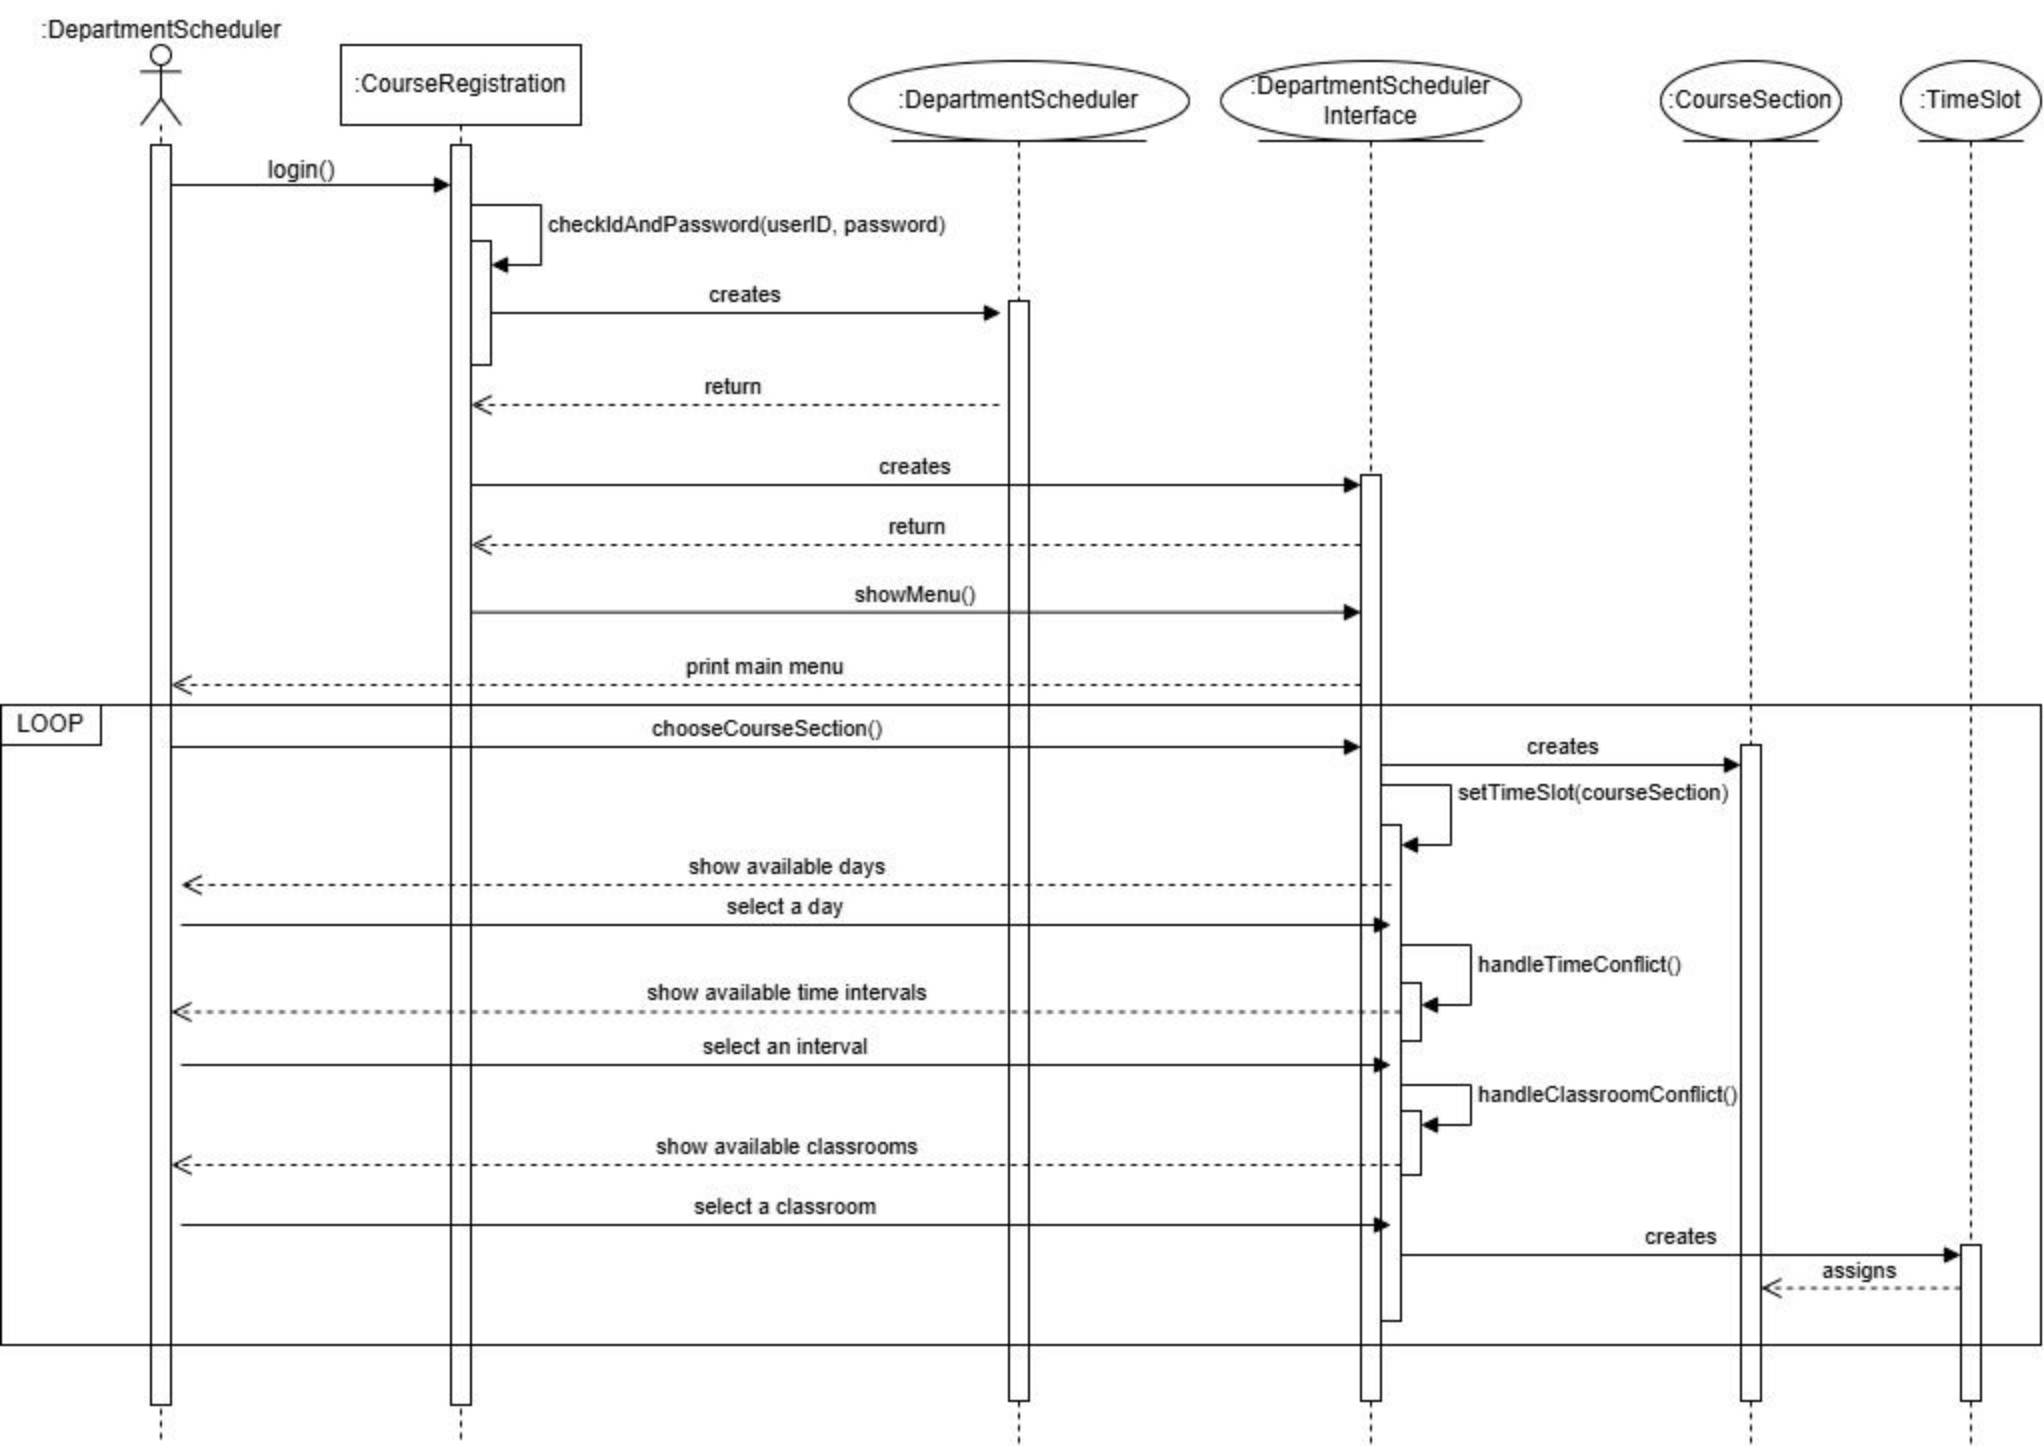 :DepartmentScheduler
:CourseRegistration
:DepartmentScheduler
:DepartmentScheduler
Interface
:CourseSection
:TimeSlot
login()
checkIdAndPassword(userID, password)
creates
return
creates
return
showMenu()
print main menu
LOOP
chooseCourseSection()
creates
setTimeSlot(courseSection)
show available days
select a day
handleTimeConflict()
show available time intervals
select an interval
handleClassroomConflict()
show available classrooms
select a classroom
creates
assigns